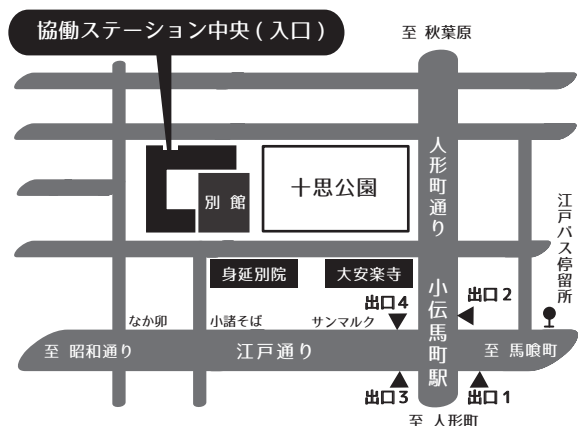 協働ステーション中央(入口)
至 秋葉原
人形町通り
別 館
十思公園
江戸バス停留所
身延別院
大安楽寺
小伝馬町駅
出口4
出口2
なか卯
小諸そば
サンマルク
至 昭和通り
江戸通り
至 馬喰町
出口3
出口1
至 人形町